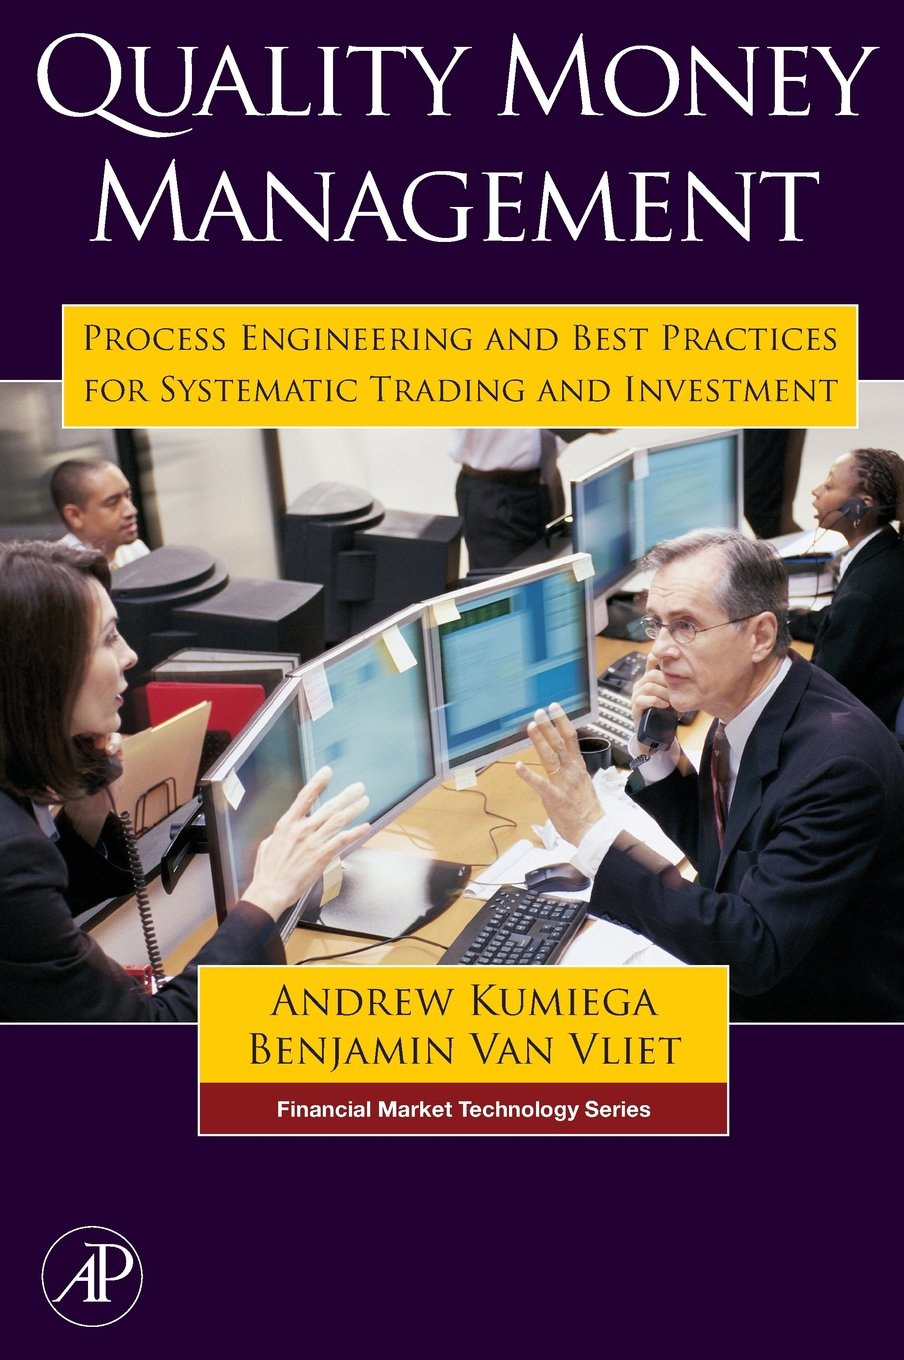 QUALITY MONEY
MANAGEMENT
PROCESS ENGINEERING AND BEST PRACTICES
FOR SYSTEMATIC TRADING AND INVESTMENT
ANDREW KUMIEGA
BENJAMIN VAN VLIET
Financial Market Technology Series
AP